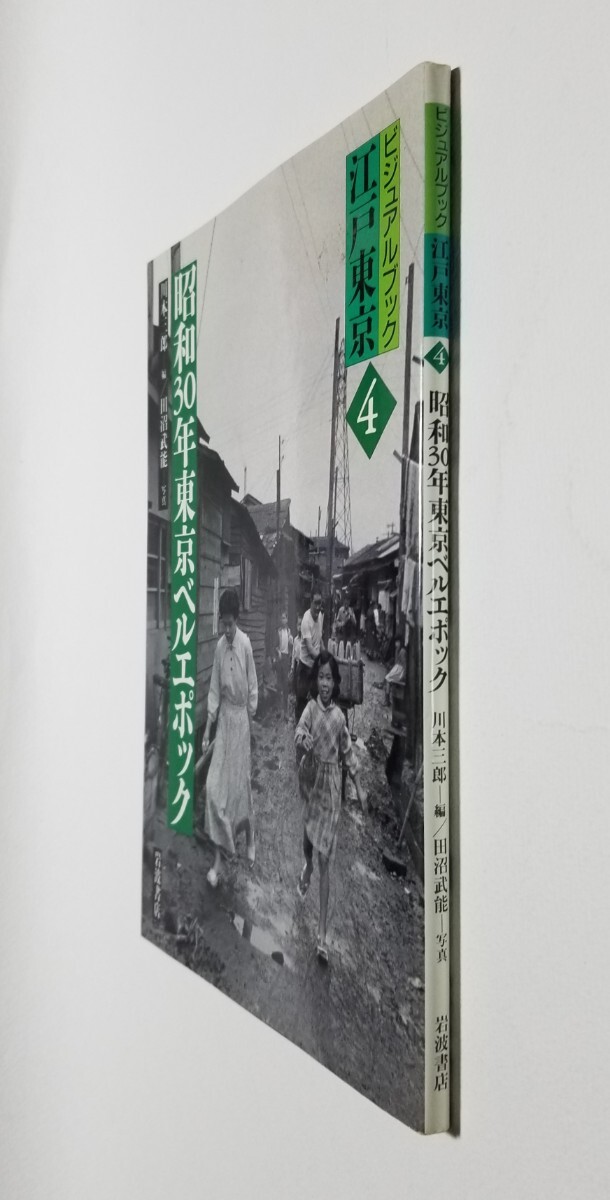 ビジュアルブック
江戸東京
4
昭和30年東京ベルエポック
川本三郎 編/田沼武能 写真
[岩波書店]
ビジュアルブック
江戸東京
4
昭和30年東京ベルエポック
川本三郎―編/田沼武能―写真
岩波書店